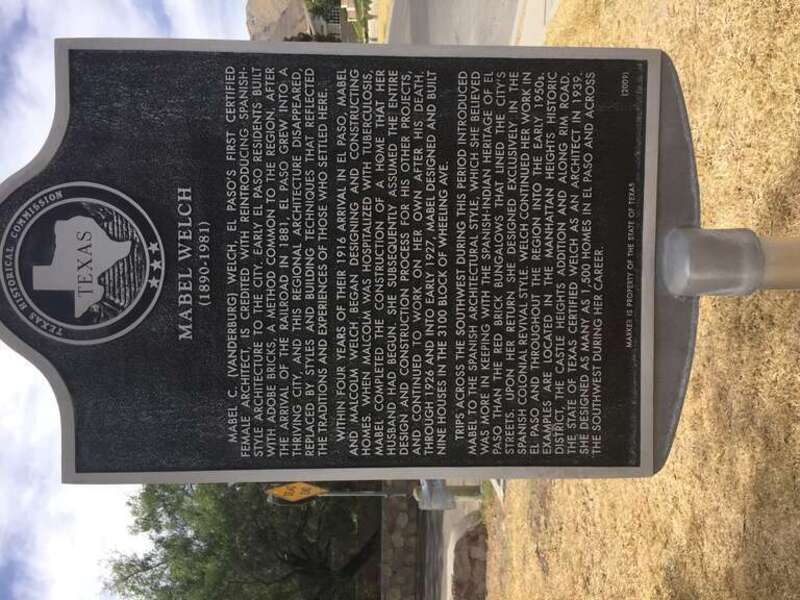 TEXAS HISTORICAL COMMISSION
TEXAS
MABEL WELCH
(1890-1981)
MABEL C. (VANDERBURG) WELCH, EL PASO'S FIRST CERTIFIED
FEMALE ARCHITECT, IS CREDITED WITH REINTRODUCING SPANISH-
STYLE ARCHITECTURE TO THE CITY. EARLY EL PASO RESIDENTS BUILT
WITH ADOBE BRICKS, A METHOD COMMON TO THE REGION. AFTER
THE ARRIVAL OF THE RAILROAD IN 1881, EL PASO GREW INTO A
THRIVING CITY, AND THIS REGIONAL ARCHITECTURE DISAPPEARED,
REPLACED BY STYLES AND BUILDING TECHNIQUES THAT REFLECTED
THE TRADITIONS AND EXPERIENCES OF THOSE WHO SETTLED HERE.
WITHIN FOUR YEARS OF THEIR 1916 ARRIVAL IN EL PASO, MABEL
AND MALCOLM WELCH BEGAN DESIGNING AND CONSTRUCTING
HOMES. WHEN MALCOLM WAS HOSPITALIZED WITH TUBERCULOSIS,
MABEL COMPLETED THE CONSTRUCTION OF A HOME THAT HER
HUSBAND HAD BEGUN. SHE SUBSEQUENTLY ASSUMED THE ENTIRE
DESIGN AND CONSTRUCTION PROCESS FOR HIS OTHER PROJECTS,
AND CONTINUED TO WORK ON HER OWN AFTER HIS DEATH.
THROUGH 1926 AND INTO EARLY 1927, MABEL DESIGNED AND BUILT
NINE HOUSES IN THE 3100 BLOCK OF WHEELING AVE.
TRIPS ACROSS THE SOUTHWEST DURING THIS PERIOD INTRODUCED
MABEL TO THE SPANISH ARCHITECTURAL STYLE, WHICH SHE BELIEVED
WAS MORE IN KEEPING WITH THE SPANISH-INDIAN HERITAGE OF EL
PASO THAN THE RED BRICK BUNGALOWS THAT LINED THE CITY'S
STREETS. UPON HER RETURN SHE DESIGNED EXCLUSIVELY IN THE
SPANISH COLONIAL REVIVAL STYLE. WELCH CONTINUED HER WORK IN
EL PASO AND THROUGHOUT THE REGION INTO THE EARLY 1950s.
EXAMPLES ARE LOCATED IN THE MANHATTAN HEIGHTS HISTORIC
DISTRICT, THE CASTLE HEIGHTS ADDITION AND ALONG RIM ROAD.
THE STATE OF TEXAS CERTIFIED WELCH AS AN ARCHITECT IN 1939.
SHE DESIGNED AS MANY AS 1,500 HOMES IN EL PASO AND ACROSS
THE SOUTHWEST DURING HER CAREER.
(2009)
MARKER IS PROPERTY OF THE STATE OF TEXAS